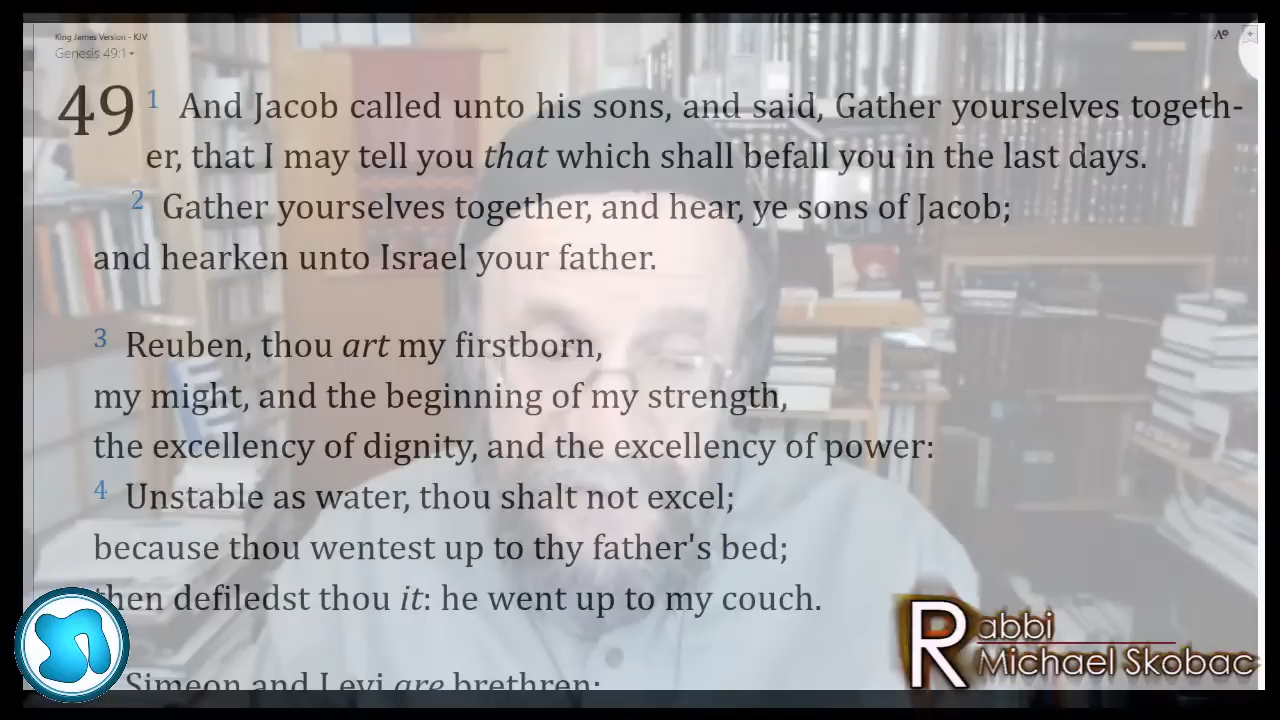 King James Version - KJV
Genesis 49:1
49 1 And Jacob called unto his sons, and said, Gather yourselves togeth-
er, that I may tell you that which shall befall you in the last days.
2 Gather yourselves together, and hear, ye sons of Jacob;
and hearken unto Israel your father.
3 Reuben, thou art my firstborn,
my might, and the beginning of my strength,
the excellency of dignity, and the excellency of power:
4 Unstable as water, thou shalt not excel;
because thou wentest up to thy father's bed;
then defiledst thou it: he went up to my couch.
Simeon and Levi are brethren;
Rabbi
Michael Skobac